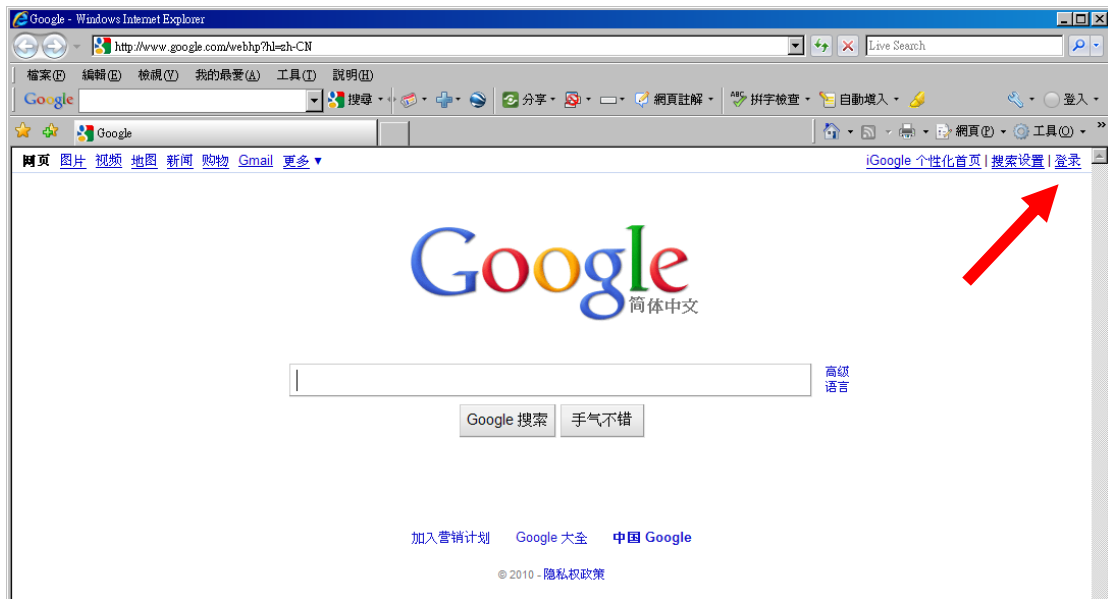 Google - Windows Internet Explorer
http://www.google.com/webhp?hl=zh-CN Live Search
檔案(F) 編輯(E) 檢視(V) 我的最愛(A) 工具(T) 說明(H)
Google 搜尋 分享 網頁註解 ABC 拼字檢查 自動填入 登入
Google 網頁(P) 工具(O) »
网页 图片 视频 地图 新闻 购物 Gmail 更多 ▼ iGoogle 个性化首页 | 搜索设置 | 登录
Google
简体中文
高级
语言
Google 搜索 手气不错
加入营销计划 Google 大全 中国 Google
© 2010 - 隐私权政策